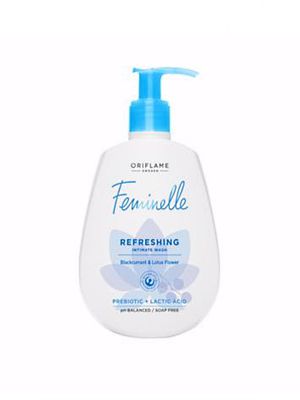 ORIFLAME
SWEDEN
Feminelle
REFRESHING
INTIMATE WASH
Blackcurrant & Lotus Flower
PREBIOTIC + LACTIC ACID
pH BALANCED / SOAP FREE